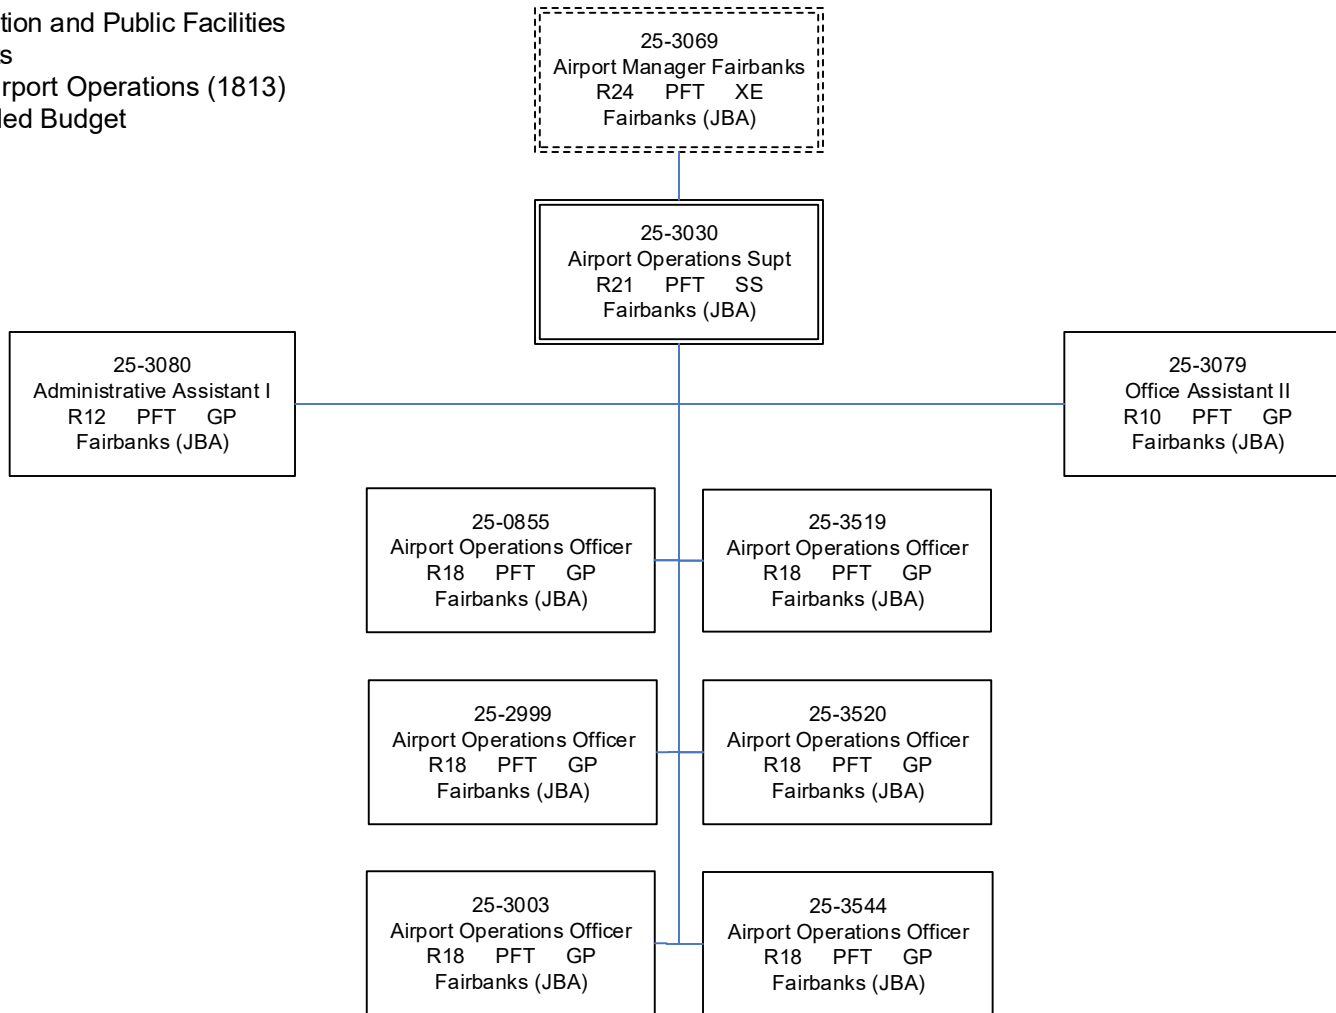 tion and Public Facilities
s
rport Operations (1813)
led Budget
25-3069
Airport Manager Fairbanks
R24 PFT XE
Fairbanks (JBA)
25-3030
Airport Operations Supt
R21 PFT SS
Fairbanks (JBA)
25-3080
Administrative Assistant I
R12 PFT GP
Fairbanks (JBA)
25-3079
Office Assistant II
R10 PFT GP
Fairbanks (JBA)
25-0855
Airport Operations Officer
R18 PFT GP
Fairbanks (JBA)
25-3519
Airport Operations Officer
R18 PFT GP
Fairbanks (JBA)
25-2999
Airport Operations Officer
R18 PFT GP
Fairbanks (JBA)
25-3520
Airport Operations Officer
R18 PFT GP
Fairbanks (JBA)
25-3003
Airport Operations Officer
R18 PFT GP
Fairbanks (JBA)
25-3544
Airport Operations Officer
R18 PFT GP
Fairbanks (JBA)